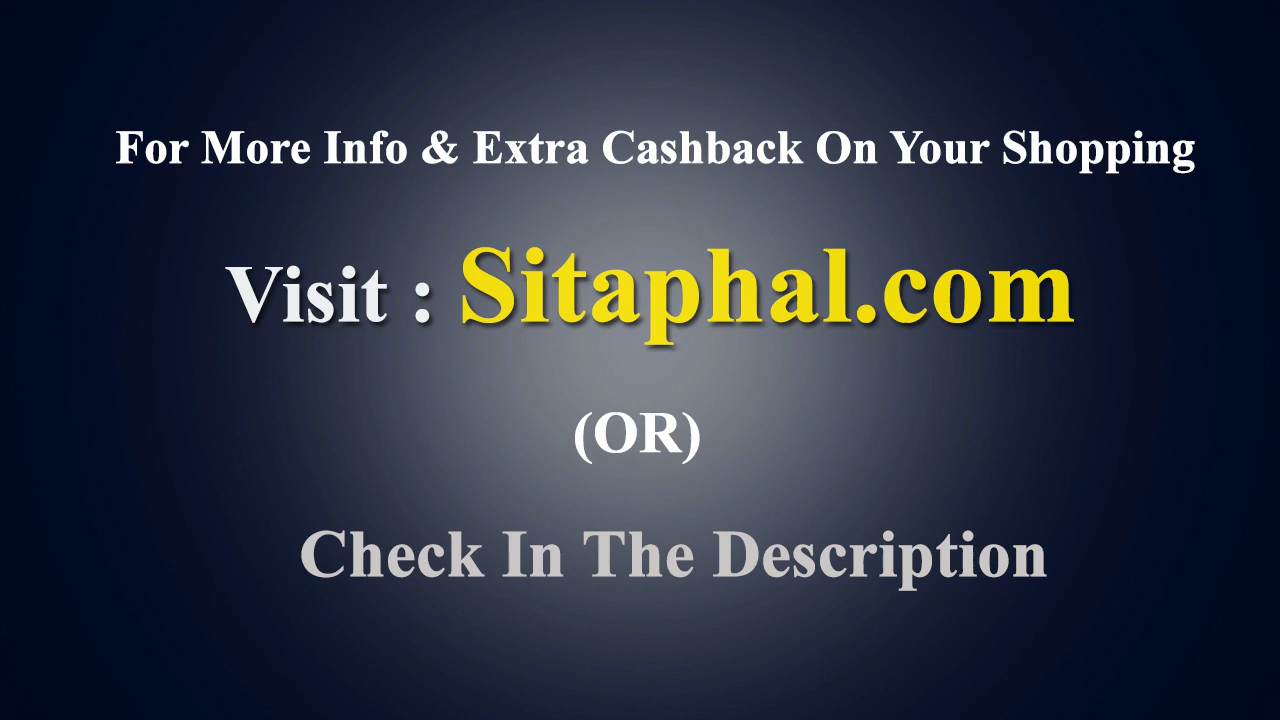 For More Info & Extra Cashback On Your Shopping
Visit : Sitaphal.com
(OR)
Check In The Description